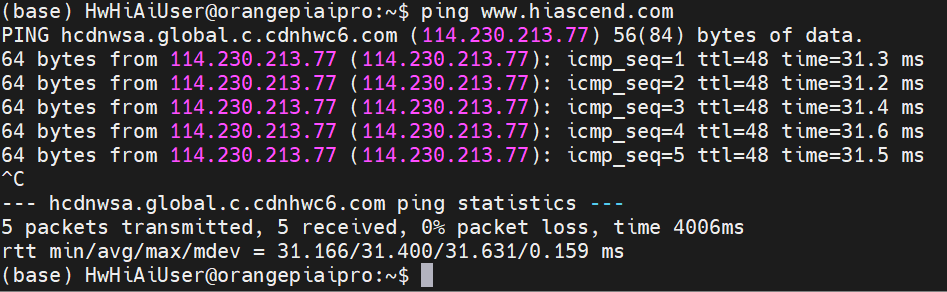 (base) HwHiAiUser@orangepiaipro:~$ ping www.hiascend.com
PING hcdnwsa.global.c.cdnhwc6.com (114.230.213.77) 56(84) bytes of data.
64 bytes from 114.230.213.77 (114.230.213.77): icmp_seq=1 ttl=48 time=31.3 ms
64 bytes from 114.230.213.77 (114.230.213.77): icmp_seq=2 ttl=48 time=31.2 ms
64 bytes from 114.230.213.77 (114.230.213.77): icmp_seq=3 ttl=48 time=31.4 ms
64 bytes from 114.230.213.77 (114.230.213.77): icmp_seq=4 ttl=48 time=31.6 ms
64 bytes from 114.230.213.77 (114.230.213.77): icmp_seq=5 ttl=48 time=31.5 ms
^C
--- hcdnwsa.global.c.cdnhwc6.com ping statistics ---
5 packets transmitted, 5 received, 0% packet loss, time 4006ms
rtt min/avg/max/mdev = 31.166/31.400/31.631/0.159 ms
(base) HwHiAiUser@orangepiaipro:~$